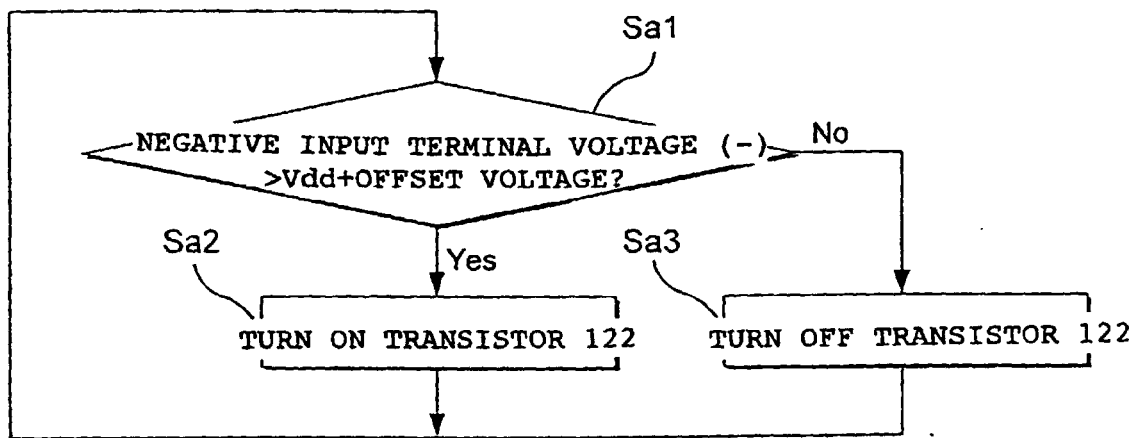 Sa1
NEGATIVE INPUT TERMINAL VOLTAGE (-)
>Vdd+OFFSET VOLTAGE?
No
Sa2
Yes
Sa3
TURN ON TRANSISTOR 122
TURN OFF TRANSISTOR 122